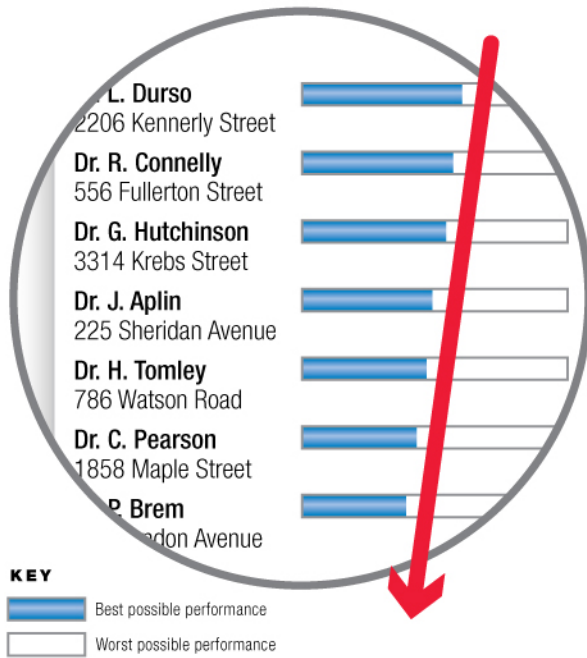 L. Durso
2206 Kennerly Street
Dr. R. Connelly
556 Fullerton Street
Dr. G. Hutchinson
3314 Krebs Street
Dr. J. Aplin
225 Sheridan Avenue
Dr. H. Tomley
786 Watson Road
Dr. C. Pearson
1858 Maple Street
P. Brem
Avenue
KEY
Best possible performance
Worst possible performance